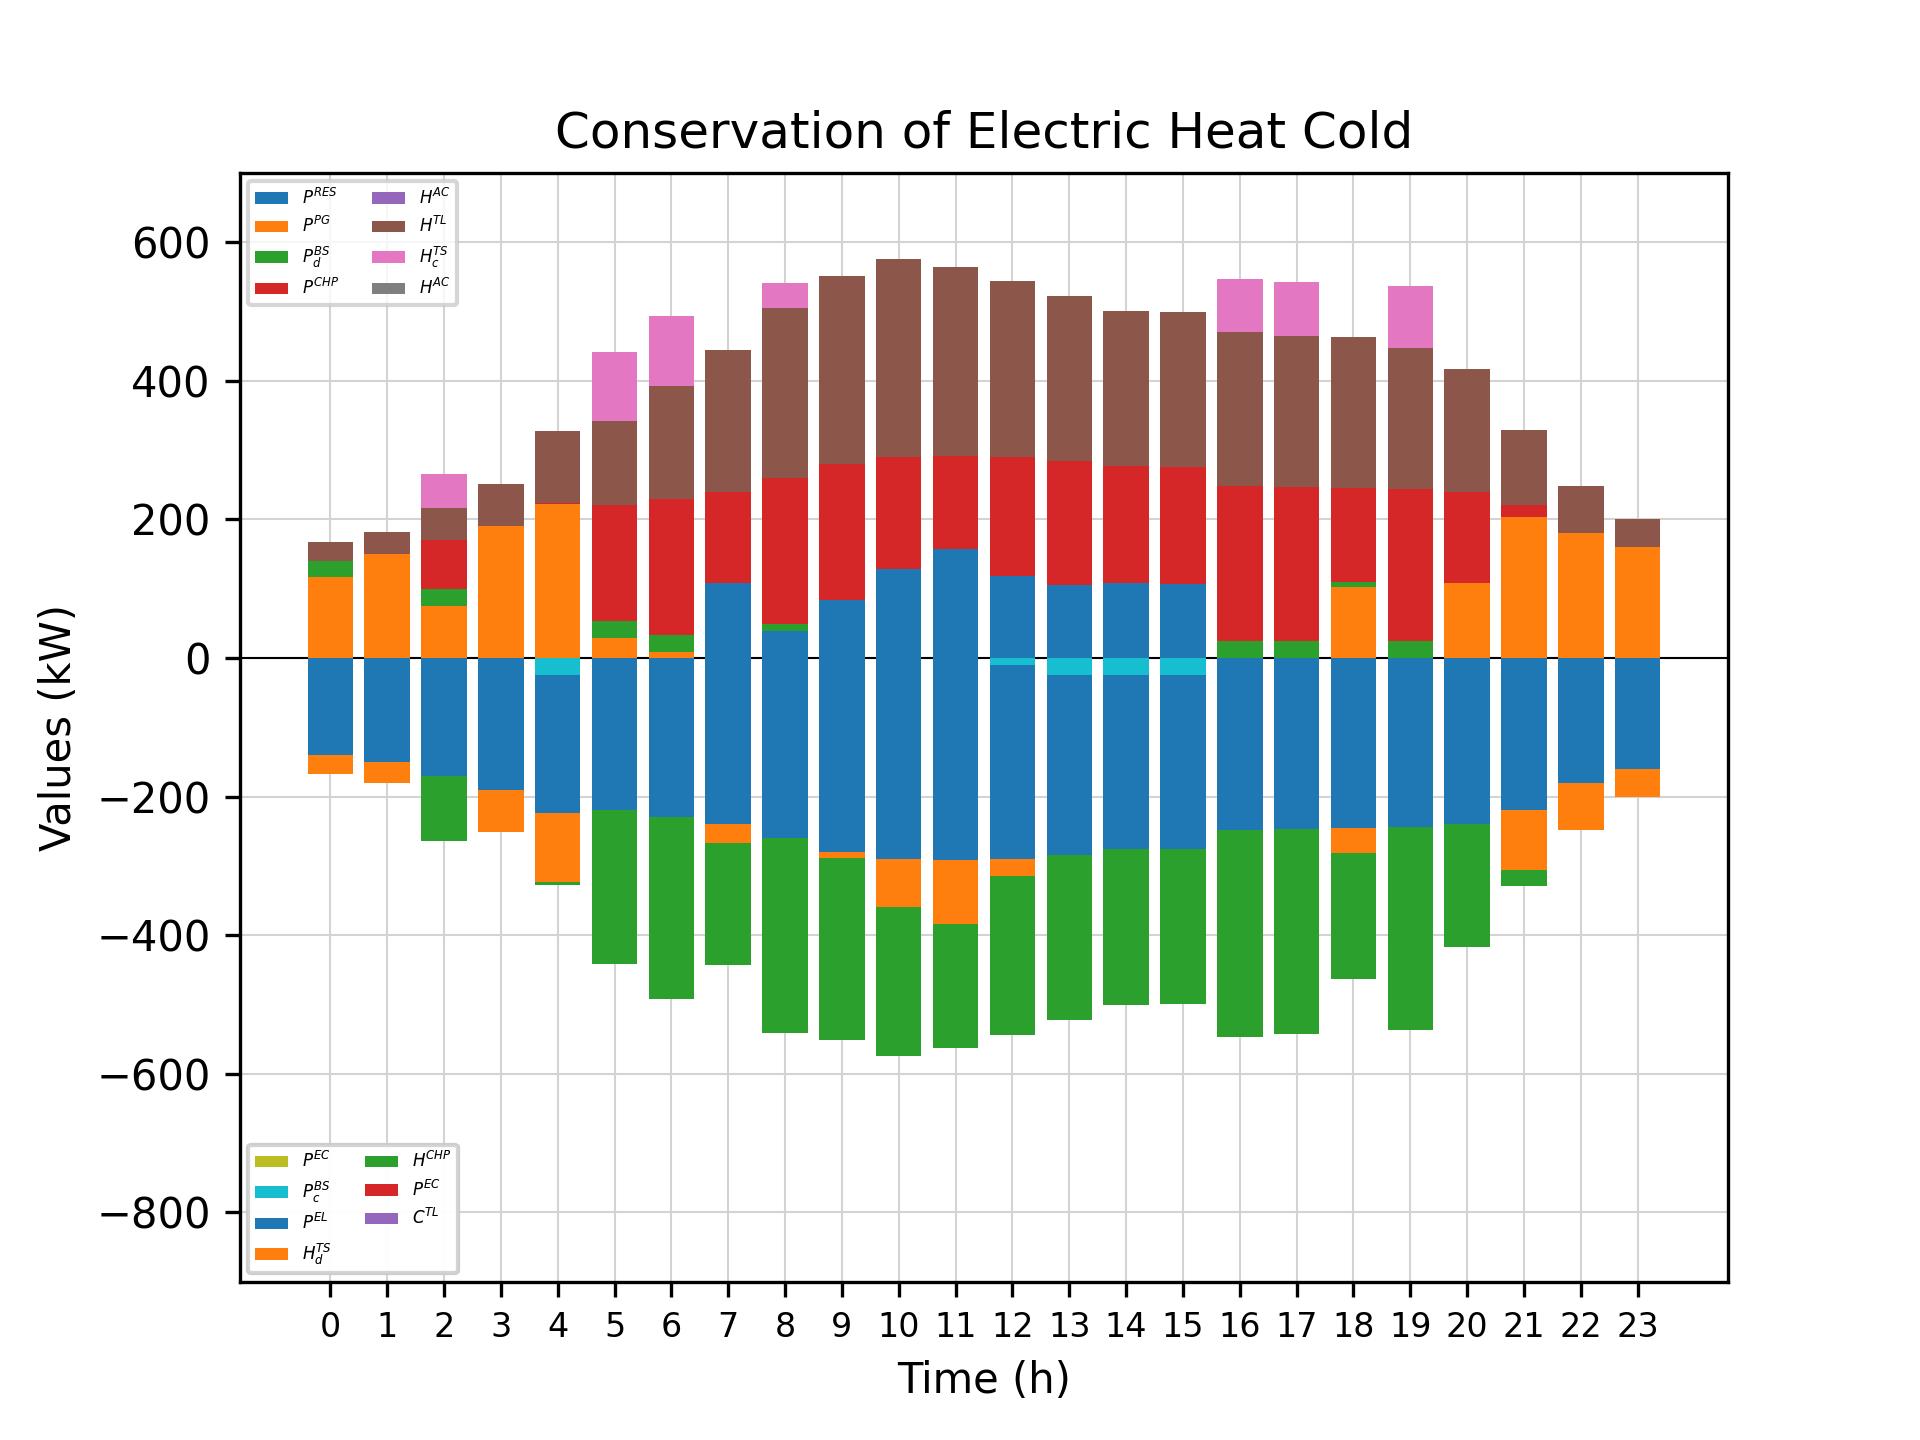 Conservation of Electric Heat Cold
P^RES H^AC
P^PG H^TL
P_d^BS H_c^TS
P^CHP H^AC
600
400
200
0
−200
−400
−600
−800
Values (kW)
P^EC H^CHP
P_c^BS P^EC
P^EL C^TL
H_d^TS
0 1 2 3 4 5 6 7 8 9 10 11 12 13 14 15 16 17 18 19 20 21 22 23
Time (h)